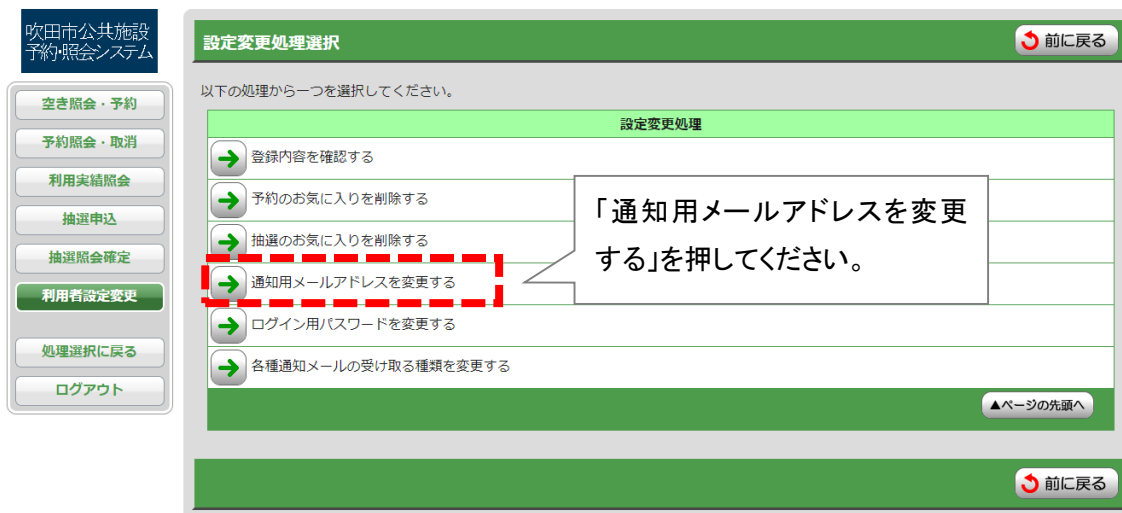 吹田市公共施設
予約・照会システム
空き照会・予約
予約照会・取消
利用実績照会
抽選申込
抽選照会確定
利用者設定変更
処理選択に戻る
ログアウト
設定変更処理選択
前に戻る
以下の処理から一つを選択してください。
設定変更処理
登録内容を確認する
予約のお気に入りを削除する
抽選のお気に入りを削除する
通知用メールアドレスを変更する
ログイン用パスワードを変更する
各種通知メールの受け取る種類を変更する
「通知用メールアドレスを変更
する」を押してください。
▲ページの先頭へ
前に戻る